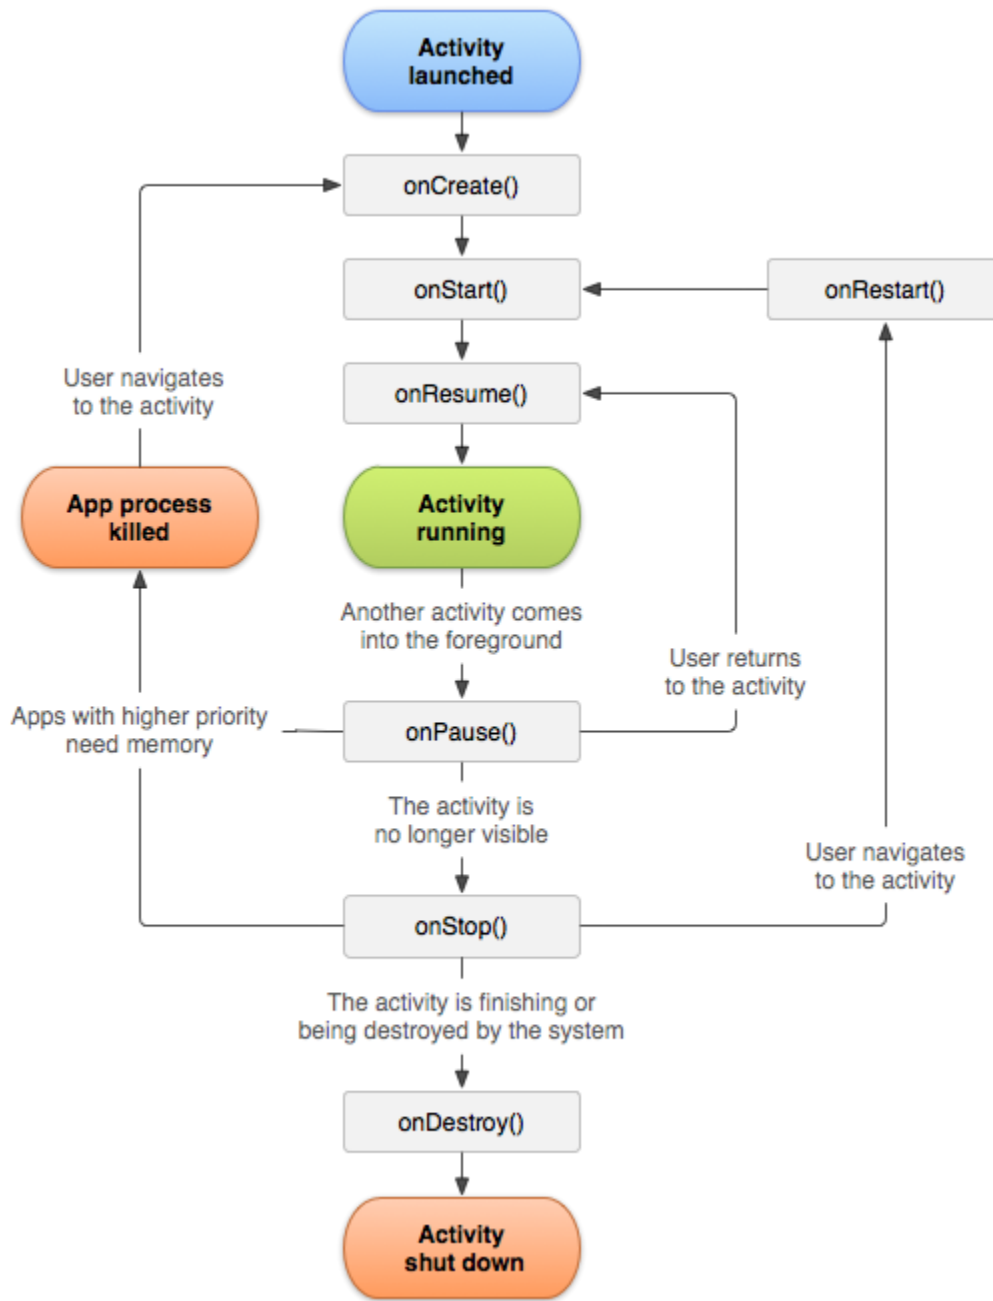 Activity
launched
onCreate()
onStart()
onRestart()
User navigates
to the activity
onResume()
App process
killed
Activity
running
Another activity comes
into the foreground
User returns
to the activity
Apps with higher priority
need memory
onPause()
The activity is
no longer visible
User navigates
to the activity
onStop()
The activity is finishing or
being destroyed by the system
onDestroy()
Activity
shut down